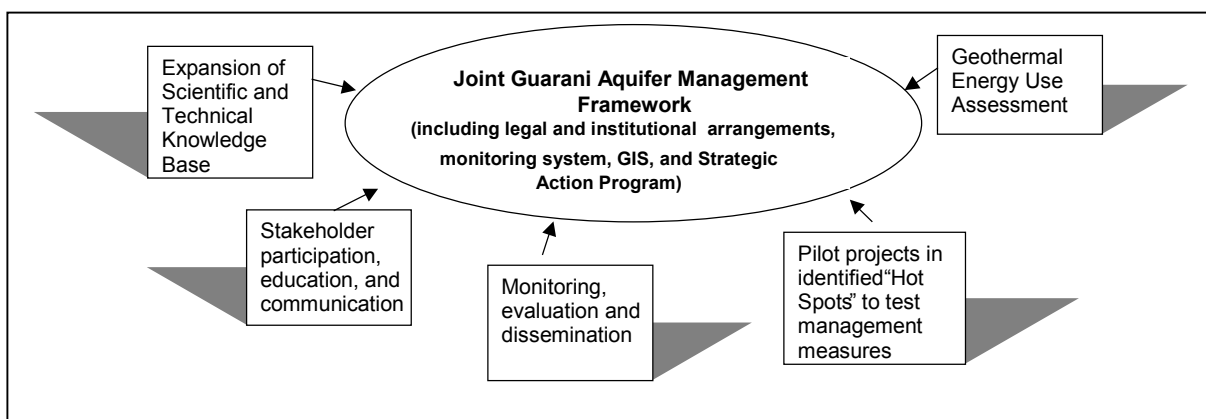 Expansion of
Scientific and
Technical
Knowledge
Base
Joint Guarani Aquifer Management
Framework
(including legal and institutional arrangements,
monitoring system, GIS, and Strategic
Action Program)
Geothermal
Energy Use
Assessment
Stakeholder
participation,
education, and
communication
Monitoring,
evaluation and
dissemination
Pilot projects in
identified“Hot
Spots” to test
management
measures